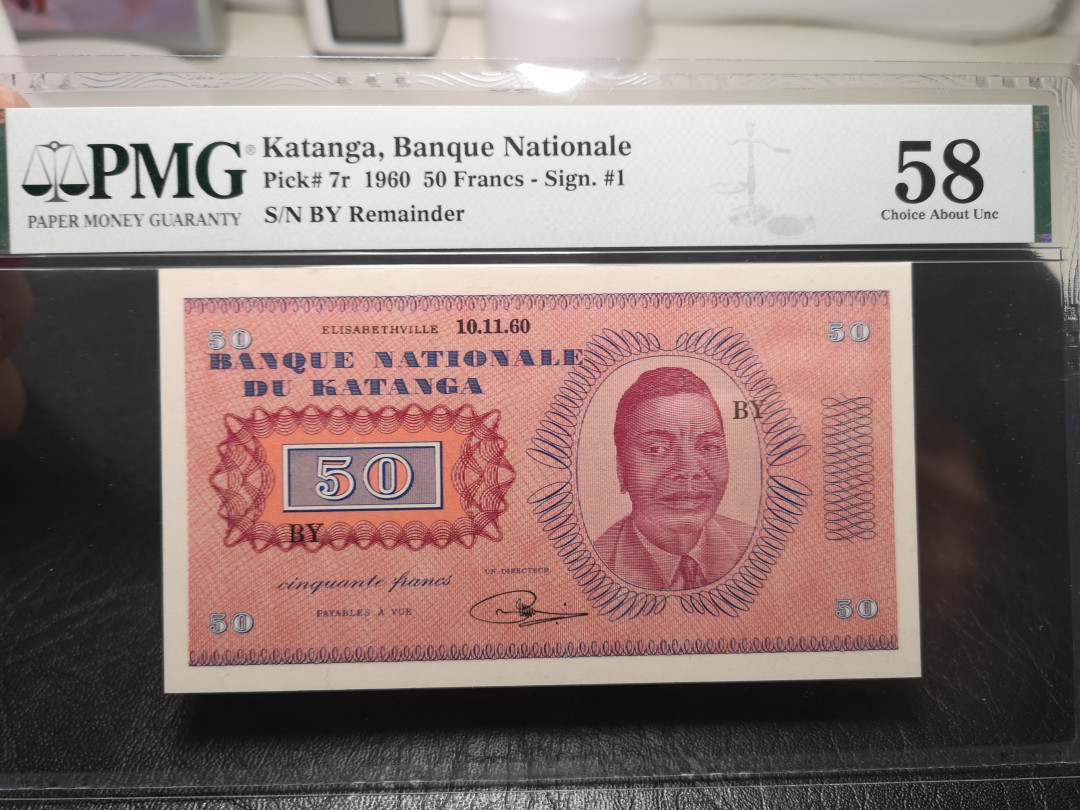 PMG®
PAPER MONEY GUARANTY
Katanga, Banque Nationale
Pick# 7r 1960 50 Francs - Sign. #1
S/N BY Remainder
58
Choice About Unc
50
ELISABETHVILLE 10.11.60
50
BANQUE NATIONALE
DU KATANGA
BY
50
BY
cinquante francs
UN DIRECTEUR
PAYABLES À VUE
50
50